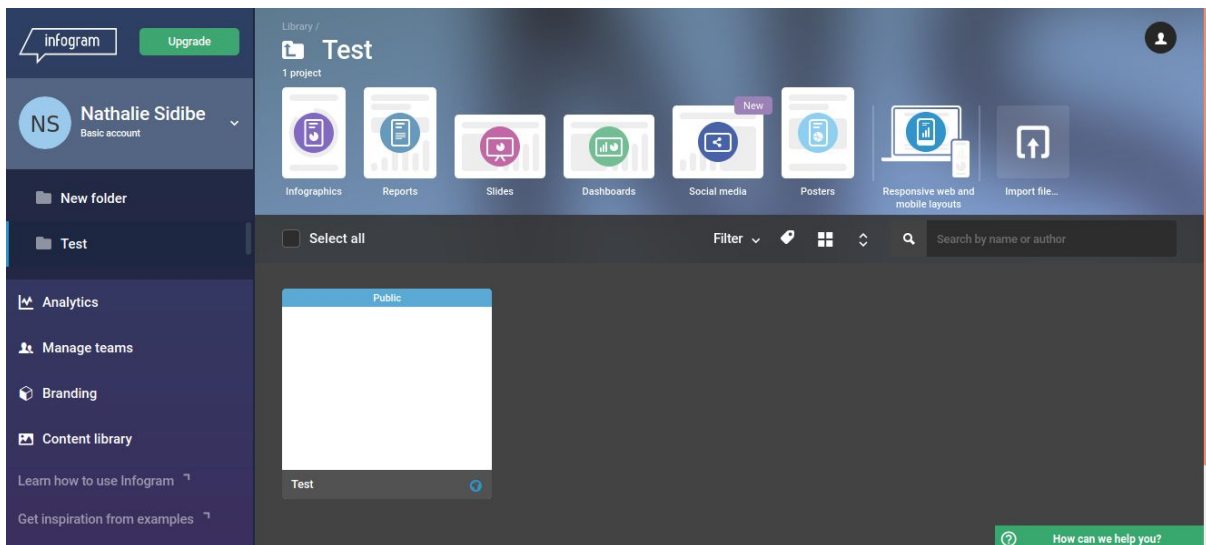 infogram
Upgrade
NS
Nathalie Sidibe
Basic account
New folder
Test
Analytics
Manage teams
Branding
Content library
Learn how to use Infogram
Get inspiration from examples
Library /
Test
1 project
New
Infographics
Reports
Slides
Dashboards
Social media
Posters
Responsive web and
mobile layouts
Import file...
Select all
Filter
Search by name or author
Public
Test
How can we help you?